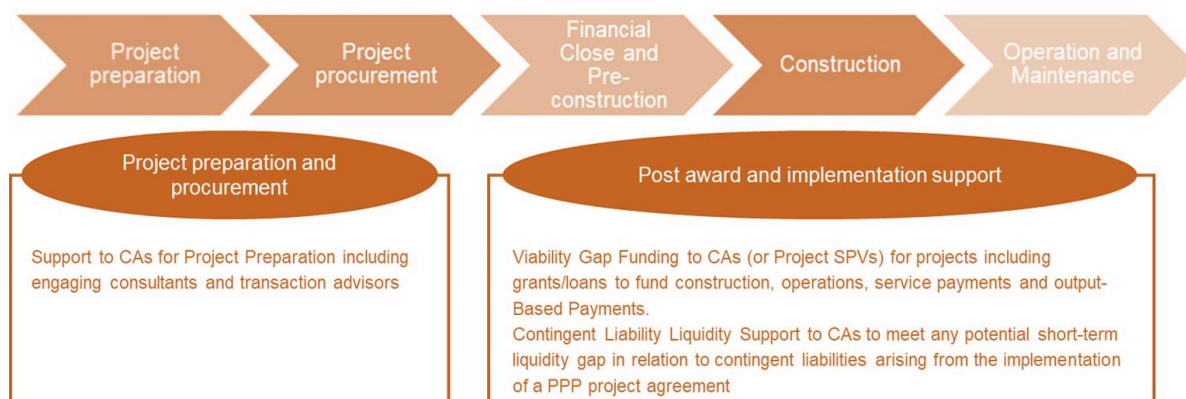 Project
preparation
Project
procurement
Financial
Close and
Pre-
construction
Construction
Operation and
Maintenance
Project preparation and
procurement
Support to CAs for Project Preparation including
engaging consultants and transaction advisors
Post award and implementation support
Viability Gap Funding to CAs (or Project SPVs) for projects including
grants/loans to fund construction, operations, service payments and output-
Based Payments.
Contingent Liability Liquidity Support to CAs to meet any potential short-term
liquidity gap in relation to contingent liabilities arising from the implementation
of a PPP project agreement